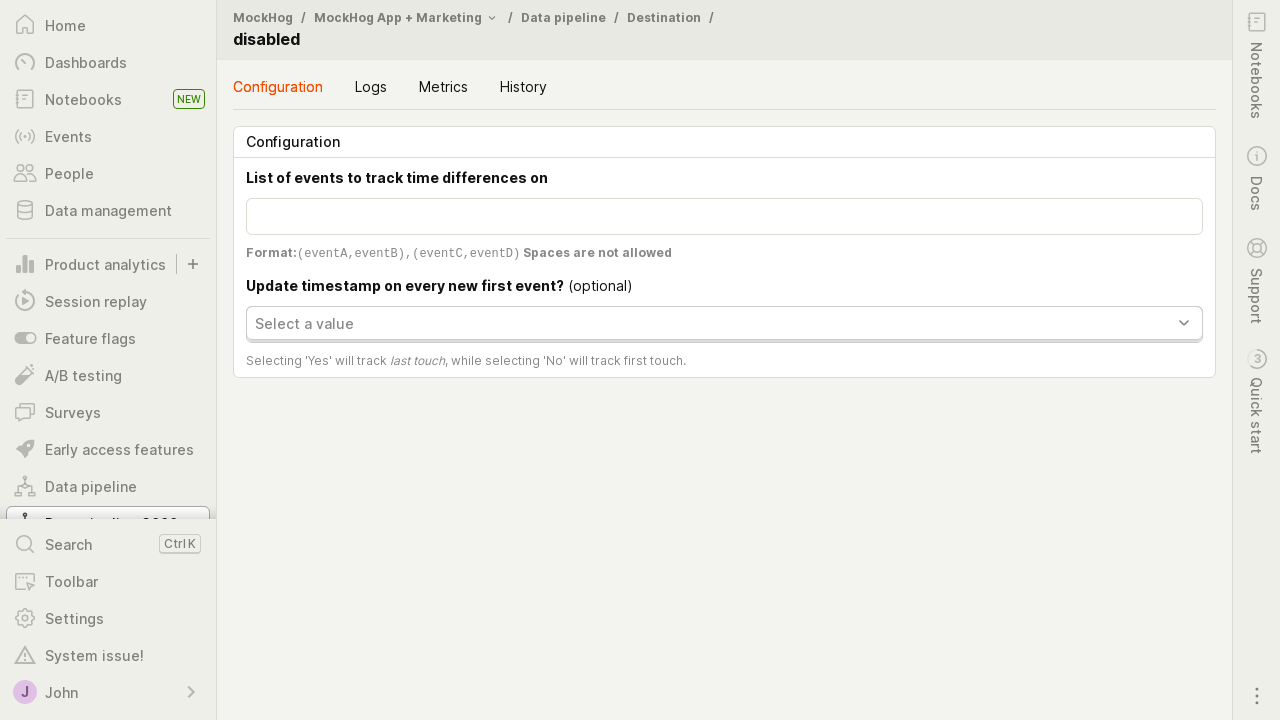 Home
Dashboards
Notebooks NEW
Events
People
Data management
Product analytics
Session replay
Feature flags
A/B testing
Surveys
Early access features
Data pipeline
Search Ctrl K
Toolbar
Settings
System issue!
J John
MockHog / MockHog App + Marketing / Data pipeline / Destination /
disabled
Configuration Logs Metrics History
Configuration
List of events to track time differences on
Format:(eventA,eventB),(eventC,eventD) Spaces are not allowed
Update timestamp on every new first event? (optional)
Select a value
Selecting 'Yes' will track last touch, while selecting 'No' will track first touch.
Notebooks
Docs
Support
3 Quick start